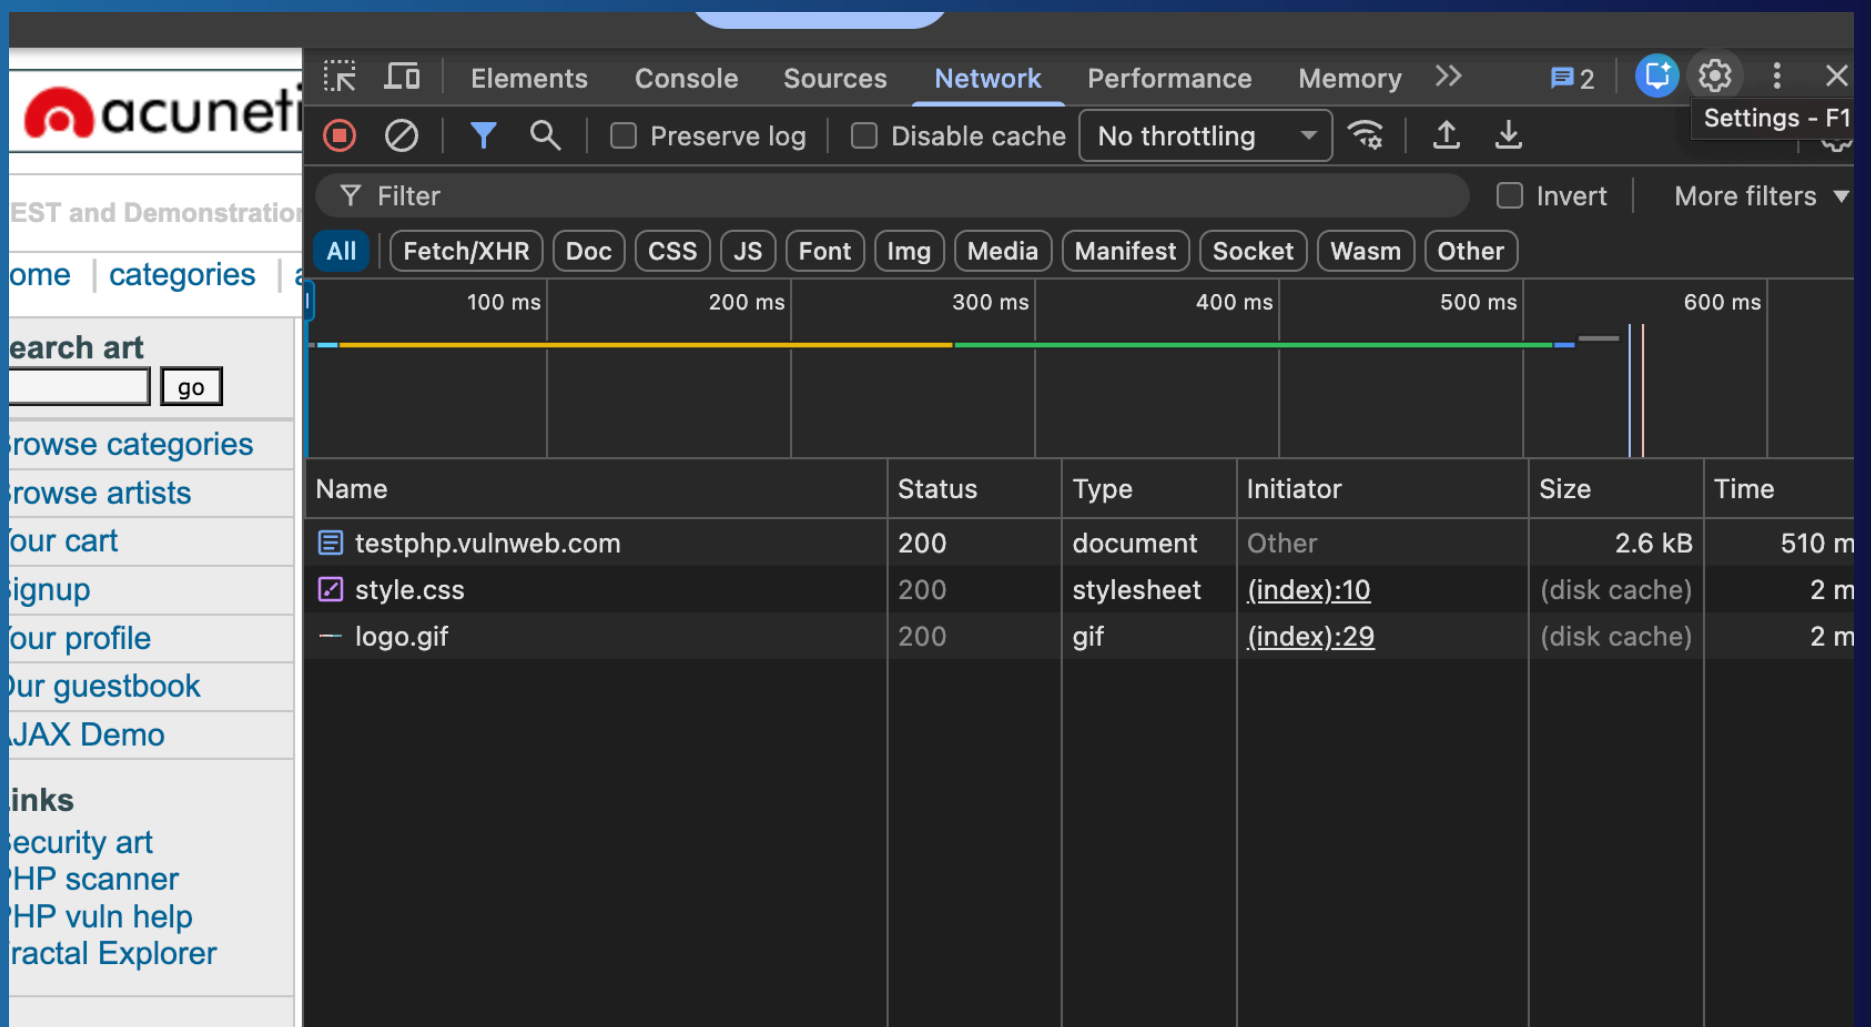 acuneti
EST and Demonstration
ome | categories | a
earch art
go
rowse categories
rowse artists
our cart
ignup
our profile
ur guestbook
JAX Demo
inks
ecurity art
HP scanner
HP vuln help
ractal Explorer
Elements Console Sources Network Performance Memory 2
Settings - F1
Preserve log Disable cache No throttling
Filter Invert More filters
All Fetch/XHR Doc CSS JS Font Img Media Manifest Socket Wasm Other
100 ms 200 ms 300 ms 400 ms 500 ms 600 ms
Name Status Type Initiator Size Time
testphp.vulnweb.com 200 document Other 2.6 kB 510 m
style.css 200 stylesheet (index):10 (disk cache) 2 m
logo.gif 200 gif (index):29 (disk cache) 2 m